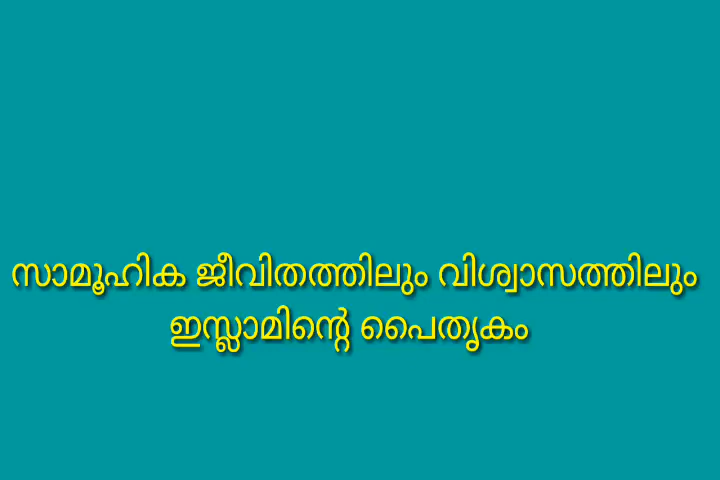 സാമൂഹിക ജീവിതത്തിലും വിശ്വാസത്തിലും
ഇസ്ലാമിന്റെ പൈതൃകം